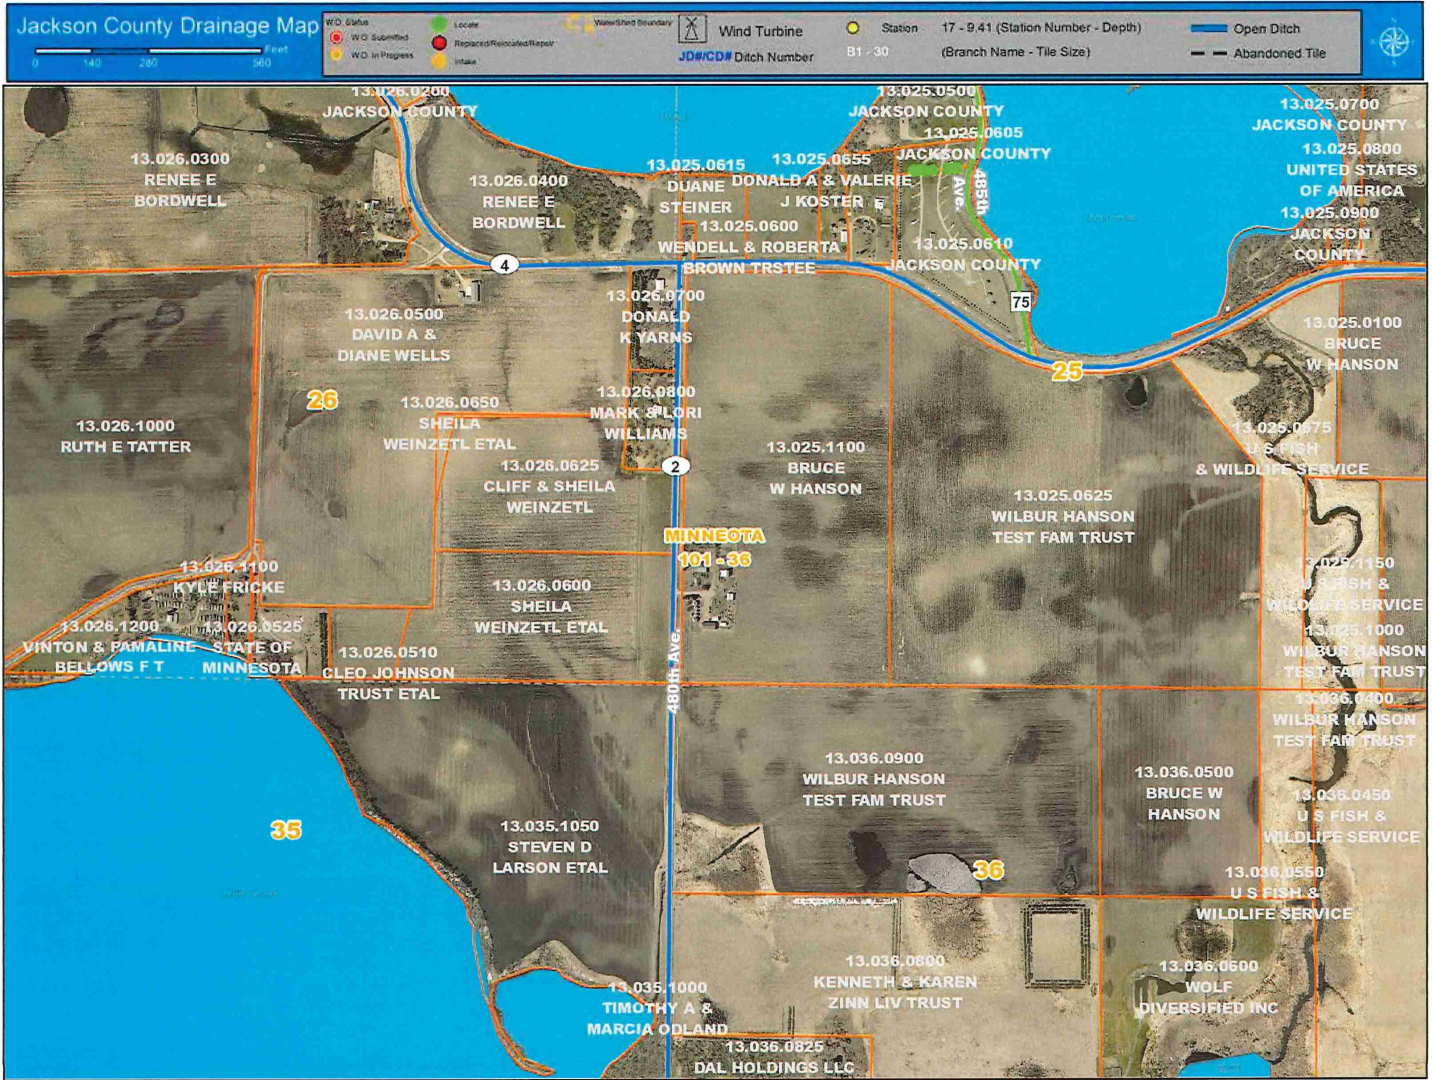 Jackson County Drainage Map
Feet
0 140 280 560
W.O. Status
W.O. Submitted
W.O. In Progress
Locate
Replaced/Relocated/Repair
Intake
WaterShed Boundary
Wind Turbine
JD#/CD# Ditch Number
Station
B1 - 30
17 - 9.41 (Station Number - Depth)
(Branch Name - Tile Size)
Open Ditch
Abandoned Tile
13.026.0200
JACKSON COUNTY
13.025.0500
JACKSON COUNTY
13.025.0605
JACKSON COUNTY
13.025.0700
JACKSON COUNTY
13.025.0800
UNITED STATES
OF AMERICA
13.025.0900
JACKSON
COUNTY
13.026.0300
RENEE E
BORDWELL
13.026.0400
RENEE E
BORDWELL
13.025.0615
DUANE
STEINER
13.025.0655
DONALD A & VALERIE
J KOSTER
485th
Ave.
13.025.0600
WENDELL & ROBERTA
BROWN TRSTEE
13.025.0610
JACKSON COUNTY
4
75
13.026.0500
DAVID A &
DIANE WELLS
13.026.0700
DONALD
K YARNS
13.025.0100
BRUCE
W HANSON
25
26
13.026.0650
SHEILA
WEINZETL ETAL
13.026.0800
MARK & LORI
WILLIAMS
13.026.1000
RUTH E TATTER
13.025.1100
BRUCE
W HANSON
13.025.0575
U S FISH
& WILDLIFE SERVICE
2
13.026.0625
CLIFF & SHEILA
WEINZETL
13.025.0625
WILBUR HANSON
TEST FAM TRUST
MINNEOTA
101 - 36
13.026.1100
KYLE FRICKE
13.026.0600
SHEILA
WEINZETL ETAL
13.025.1150
U S FISH &
WILDLIFE SERVICE
13.026.1200
VINTON & PAMALINE
BELLOWS F T
13.026.0525
STATE OF
MINNESOTA
13.026.0510
CLEO JOHNSON
TRUST ETAL
480th Ave.
13.025.1000
WILBUR HANSON
TEST FAM TRUST
13.036.0400
WILBUR HANSON
TEST FAM TRUST
13.036.0900
WILBUR HANSON
TEST FAM TRUST
13.036.0500
BRUCE W
HANSON
13.036.0450
U S FISH &
WILDLIFE SERVICE
35
13.035.1050
STEVEN D
LARSON ETAL
36
13.036.0550
U S FISH &
WILDLIFE SERVICE
13.035.1000
TIMOTHY A &
MARCIA ODLAND
13.036.0800
KENNETH & KAREN
ZINN LIV TRUST
13.036.0600
WOLF
DIVERSIFIED INC
13.036.0825
DAL HOLDINGS LLC